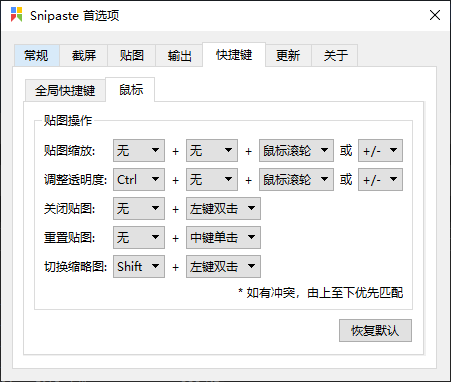 Snipaste 首选项
常规 截屏 贴图 输出 快捷键 更新 关于
全局快捷键 鼠标
贴图操作
贴图缩放: 无 + 无 + 鼠标滚轮 或 +/-
调整透明度: Ctrl + 无 + 鼠标滚轮 或 +/-
关闭贴图: 无 + 左键双击
重置贴图: 无 + 中键单击
切换缩略图: Shift + 左键双击
* 如有冲突，由上至下优先匹配
恢复默认